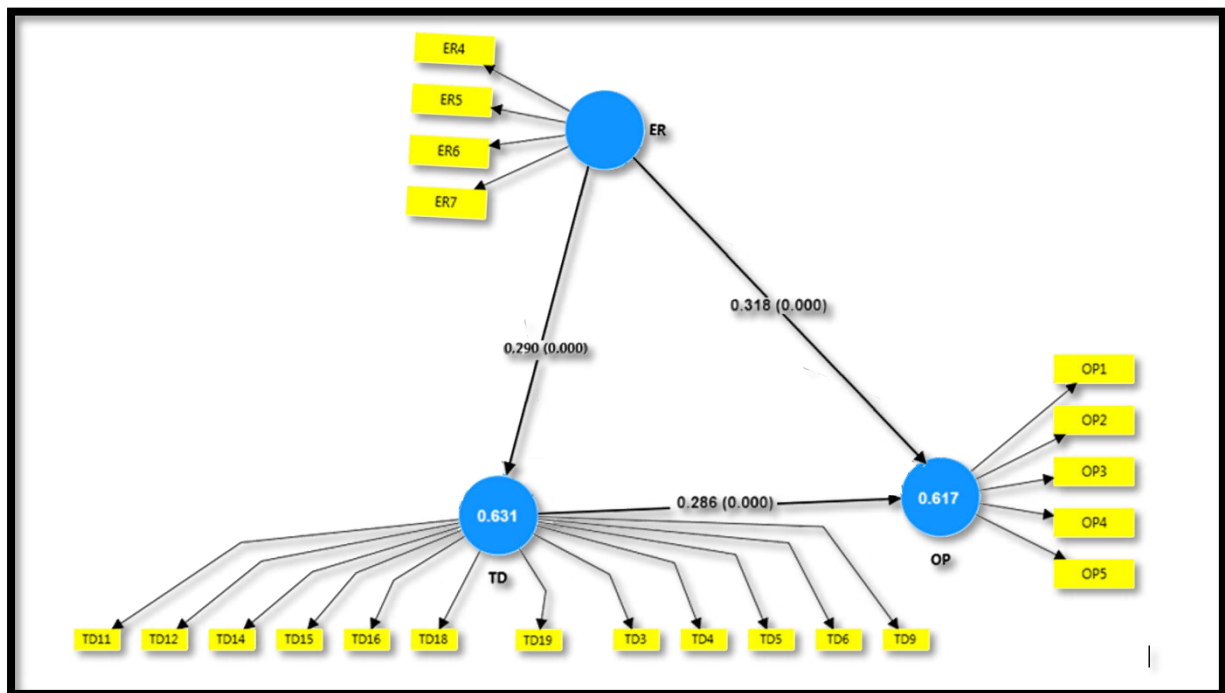 ER4
ER5
ER6
ER7
ER
0.318 (0.000)
0.290 (0.000)
OP1
OP2
OP3
OP4
OP5
0.617
OP
0.286 (0.000)
0.631
TD
TD11 TD12 TD14 TD15 TD16 TD18 TD19 TD3 TD4 TD5 TD6 TD9